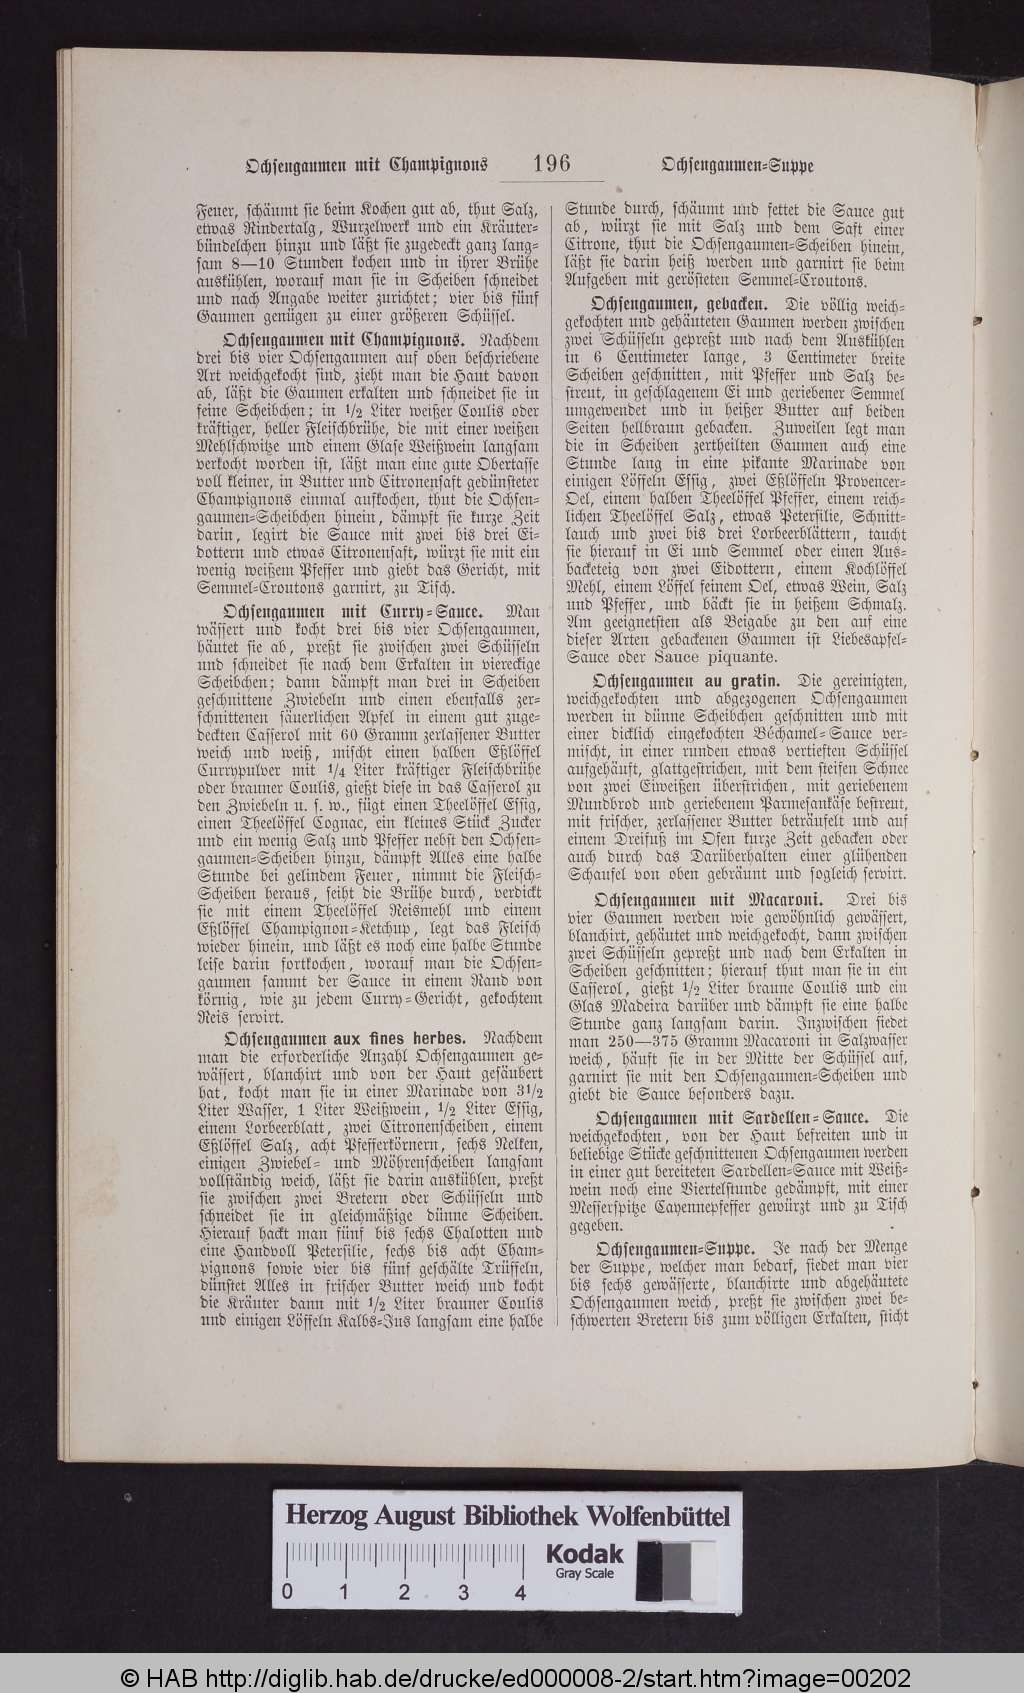 Ochsengaumen mit Champignons 196 Ochsengaumen-Suppe
Feuer, schäumt sie beim Kochen gut ab, thut Salz,
etwas Rindertalg, Wurzelwerk und ein Kräuter-
bündelchen hinzu und läßt sie zugedeckt ganz lang-
sam 8—10 Stunden kochen und in ihrer Brühe
auskühlen, worauf man sie in Scheiben schneidet
und nach Angabe weiter zurichtet; vier bis fünf
Gaumen genügen zu einer größeren Schüssel.
Ochsengaumen mit Champignons. Nachdem
drei bis vier Ochsengaumen auf oben beschriebene
Art weichgekocht sind, zieht man die Haut davon
ab, läßt die Gaumen erkalten und schneidet sie in
feine Scheibchen; in 1/2 Liter weißer Coulis oder
kräftiger, heller Fleischbrühe, die mit einer weißen
Mehlschwitze und einem Glase Weißwein langsam
verkocht worden ist, läßt man eine gute Obertasse
voll kleiner, in Butter und Citronensaft gedünsteter
Champignons einmal aufkochen, thut die Ochsen-
gaumen-Scheibchen hinein, dämpft sie kurze Zeit
darin, legirt die Sauce mit zwei bis drei Ei-
dottern und etwas Citronensaft, würzt sie mit ein
wenig weißem Pfeffer und giebt das Gericht, mit
Semmel-Croutons garnirt, zu Tisch.
Ochsengaumen mit Curry-Sauce. Man
wässert und kocht drei bis vier Ochsengaumen,
häutet sie ab, preßt sie zwischen zwei Schüsseln
und schneidet sie nach dem Erkalten in viereckige
Scheibchen; dann dämpft man drei in Scheiben
geschnittene Zwiebeln und einen ebenfalls zer-
schnittenen säuerlichen Apfel in einem gut zuge-
deckten Casserol mit 60 Gramm zerlassener Butter
weich und weiß, mischt einen halben Eßlöffel
Currypulver mit 1/4 Liter kräftiger Fleischbrühe
oder brauner Coulis, gießt diese in das Casserol zu
den Zwiebeln u. s. w., fügt einen Theelöffel Essig,
einen Theelöffel Cognac, ein kleines Stück Zucker
und ein wenig Salz und Pfeffer nebst den Ochsen-
gaumen-Scheiben hinzu, dämpft Alles eine halbe
Stunde bei gelindem Feuer, nimmt die Fleisch-
Scheiben heraus, seiht die Brühe durch, verdickt
sie mit einem Theelöffel Reismehl und einem
Eßlöffel Champignon-Ketchup, legt das Fleisch
wieder hinein, und läßt es noch eine halbe Stunde
leise darin fortkochen, worauf man die Ochsen-
gaumen sammt der Sauce in einem Rand von
körnig, wie zu jedem Curry-Gericht, gekochtem
Reis servirt.
Ochsengaumen aux fines herbes. Nachdem
man die erforderliche Anzahl Ochsengaumen ge-
wässert, blanchirt und von der Haut gesäubert
hat, kocht man sie in einer Marinade von 3 1/2
Liter Wasser, 1 Liter Weißwein, 1/2 Liter Essig,
einem Lorbeerblatt, zwei Citronenscheiben, einem
Eßlöffel Salz, acht Pfefferkörnern, sechs Nelken,
einigen Zwiebel- und Möhrenscheiben langsam
vollständig weich, läßt sie darin auskühlen, preßt
sie zwischen zwei Bretern oder Schüsseln und
schneidet sie in gleichmäßige dünne Scheiben.
Hierauf hackt man fünf bis sechs Chalotten und
eine Handvoll Petersilie, sechs bis acht Cham-
pignons sowie vier bis fünf geschälte Trüffeln,
dünstet Alles in frischer Butter weich und kocht
die Kräuter dann mit 1/2 Liter brauner Coulis
und einigen Löffeln Kalbs-Jus langsam eine halbe
Stunde durch, schäumt und fettet die Sauce gut
ab, würzt sie mit Salz und dem Saft einer
Citrone, thut die Ochsengaumen-Scheiben hinein,
läßt sie darin heiß werden und garnirt sie beim
Aufgeben mit gerösteten Semmel-Croutons.
Ochsengaumen, gebacken. Die völlig weich-
gekochten und gehäuteten Gaumen werden zwischen
zwei Schüsseln gepreßt und nach dem Auskühlen
in 6 Centimeter lange, 3 Centimeter breite
Scheiben geschnitten, mit Pfeffer und Salz be-
streut, in geschlagenem Ei und geriebener Semmel
umgewendet und in heißer Butter auf beiden
Seiten hellbraun gebacken. Zuweilen legt man
die in Scheiben zertheilten Gaumen auch eine
Stunde lang in eine pikante Marinade von
einigen Löffeln Essig, zwei Eßlöffeln Provencer-
Oel, einem halben Theelöffel Pfeffer, einem reich-
lichen Theelöffel Salz, etwas Petersilie, Schnitt-
lauch und zwei bis drei Lorbeerblättern, taucht
sie hierauf in Ei und Semmel oder einen Aus-
backeteig von zwei Eidottern, einem Kochlöffel
Mehl, einem Löffel feinem Oel, etwas Wein, Salz
und Pfeffer, und bäckt sie in heißem Schmalz.
Am geeignetsten als Beigabe zu den auf eine
dieser Arten gebackenen Gaumen ist Liebesapfel-
Sauce oder Sauce piquante.
Ochsengaumen au gratin. Die gereinigten,
weichgekochten und abgezogenen Ochsengaumen
werden in dünne Scheibchen geschnitten und mit
einer dicklich eingekochten Béchamel-Sauce ver-
mischt, in einer runden etwas vertieften Schüssel
aufgehäuft, glattgestrichen, mit dem steifen Schnee
von zwei Eiweißen überstrichen, mit geriebenem
Mundbrod und geriebenem Parmesankäse bestreut,
mit frischer, zerlassener Butter beträufelt und auf
einem Dreifuß im Ofen kurze Zeit gebacken oder
auch durch das Darüberhalten einer glühenden
Schaufel von oben gebräunt und sogleich servirt.
Ochsengaumen mit Macaroni. Drei bis
vier Gaumen werden wie gewöhnlich gewässert,
blanchirt, gehäutet und weichgekocht, dann zwischen
zwei Schüsseln gepreßt und nach dem Erkalten in
Scheiben geschnitten; hierauf thut man sie in ein
Casserol, gießt 1/2 Liter braune Coulis und ein
Glas Madeira darüber und dämpft sie eine halbe
Stunde ganz langsam darin. Inzwischen siedet
man 250—375 Gramm Macaroni in Salzwasser
weich, häuft sie in der Mitte der Schüssel auf,
garnirt sie mit den Ochsengaumen-Scheiben und
giebt die Sauce besonders dazu.
Ochsengaumen mit Sardellen-Sauce. Die
weichgekochten, von der Haut befreiten und in
beliebige Stücke geschnittenen Ochsengaumen werden
in einer gut bereiteten Sardellen-Sauce mit Weiß-
wein noch eine Viertelstunde gedämpft, mit einer
Messerspitze Cayennepfeffer gewürzt und zu Tisch
gegeben.
Ochsengaumen-Suppe. Je nach der Menge
der Suppe, welcher man bedarf, siedet man vier
bis sechs gewässerte, blanchirte und abgehäutete
Ochsengaumen weich, preßt sie zwischen zwei be-
schwerten Bretern bis zum völligen Erkalten, sticht
Herzog August Bibliothek Wolfenbüttel
Kodak
Gray Scale
0 1 2 3 4
© HAB http://diglib.hab.de/drucke/ed000008-2/start.htm?image=00202